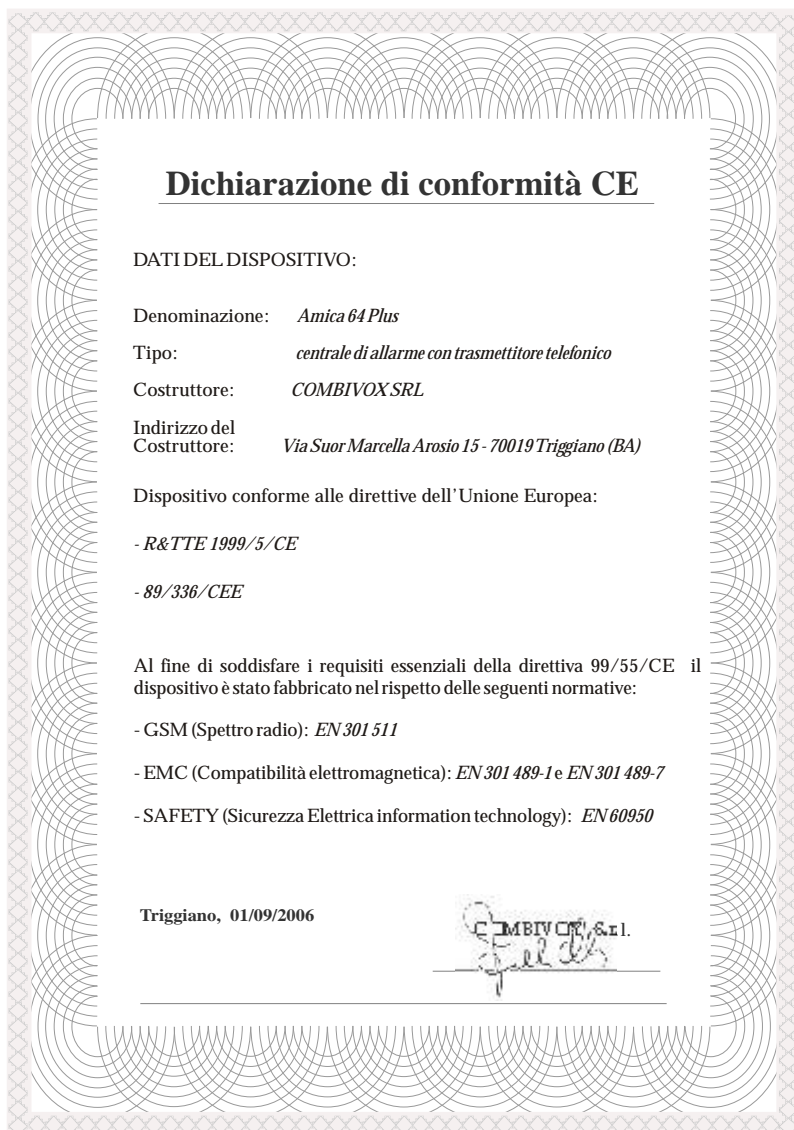 Dichiarazione di conformità CE
DATI DEL DISPOSITIVO:
Denominazione: Amica 64 Plus
Tipo: centrale di allarme con trasmettitore telefonico
Costruttore: COMBIVOX SRL
Indirizzo del
Costruttore: Via Suor Marcella Arosio 15 - 70019 Triggiano (BA)
Dispositivo conforme alle direttive dell'Unione Europea:
- R&TTE 1999/5/CE
- 89/336/CEE
Al fine di soddisfare i requisiti essenziali della direttiva 99/55/CE il
dispositivo è stato fabbricato nel rispetto delle seguenti normative:
- GSM (Spettro radio): EN 301 511
- EMC (Compatibilità elettromagnetica): EN 301 489-1 e EN 301 489-7
- SAFETY (Sicurezza Elettrica information technology): EN 60950
Triggiano, 01/09/2006
COMBIVOX S.r.l.